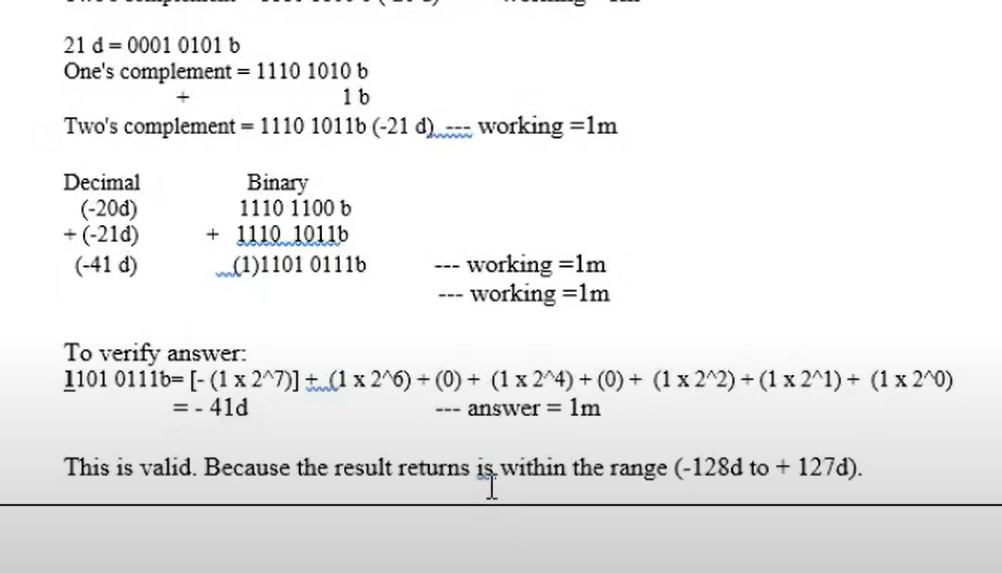 21 d = 0001 0101 b
One's complement = 1110 1010 b
+ 1 b
Two's complement = 1110 1011b (-21 d) --- working =1m
Decimal Binary
(-20d) 1110 1100 b
+ (-21d) + 1110 1011b
(-41 d) (1)1101 0111b --- working =1m
--- working =1m
To verify answer:
1101 0111b= [- (1 x 2^7)] + (1 x 2^6) + (0) + (1 x 2^4) + (0) + (1 x 2^2) + (1 x 2^1) + (1 x 2^0)
= - 41d --- answer = 1m
This is valid. Because the result returns is within the range (-128d to + 127d).